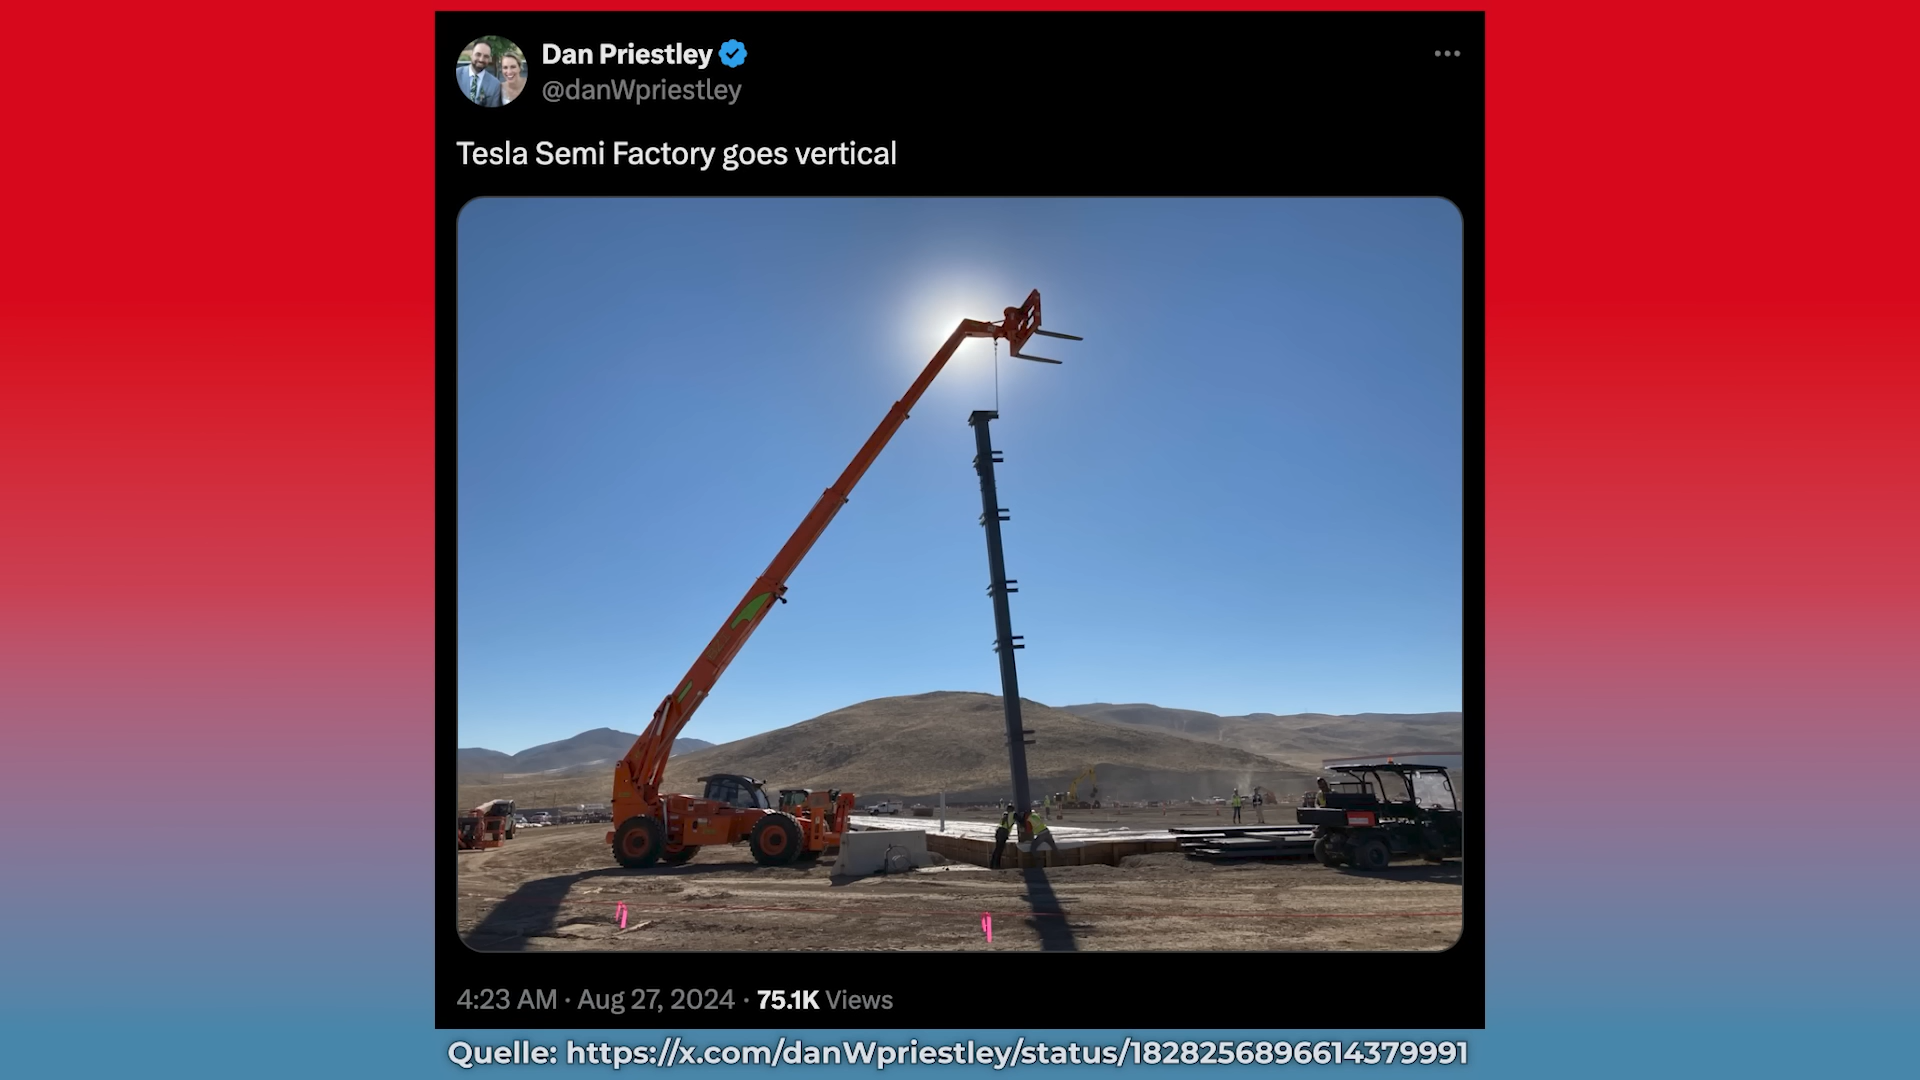 Dan Priestley
@danWpriestley
Tesla Semi Factory goes vertical
4:23 AM · Aug 27, 2024 · 75.1K Views
Quelle: https://x.com/danWpriestley/status/1828256896614379991